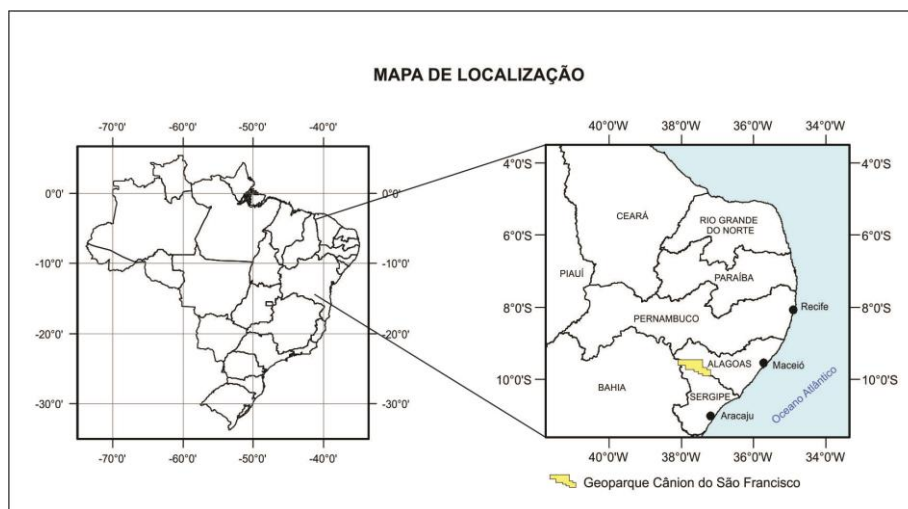 MAPA DE LOCALIZAÇÃO
-70°0' -60°0' -50°0' -40°0'
0°0' 0°0'
-10°0' -10°0'
-20°0' -20°0'
-30°0' -30°0'
-70°0' -60°0' -50°0' -40°0'
40°0'W 38°0'W 36°0'W 34°0'W
4°0'S 4°0'S
CEARÁ
RIO GRANDE
DO NORTE
6°0'S 6°0'S
PIAUÍ
PARAÍBA
8°0'S 8°0'S
Recife
PERNAMBUCO
ALAGOAS
Maceió
10°0'S 10°0'S
BAHIA
SERGIPE
Oceano Atlântico
Aracaju
40°0'W 38°0'W 36°0'W 34°0'W
Geoparque Cânion do São Francisco